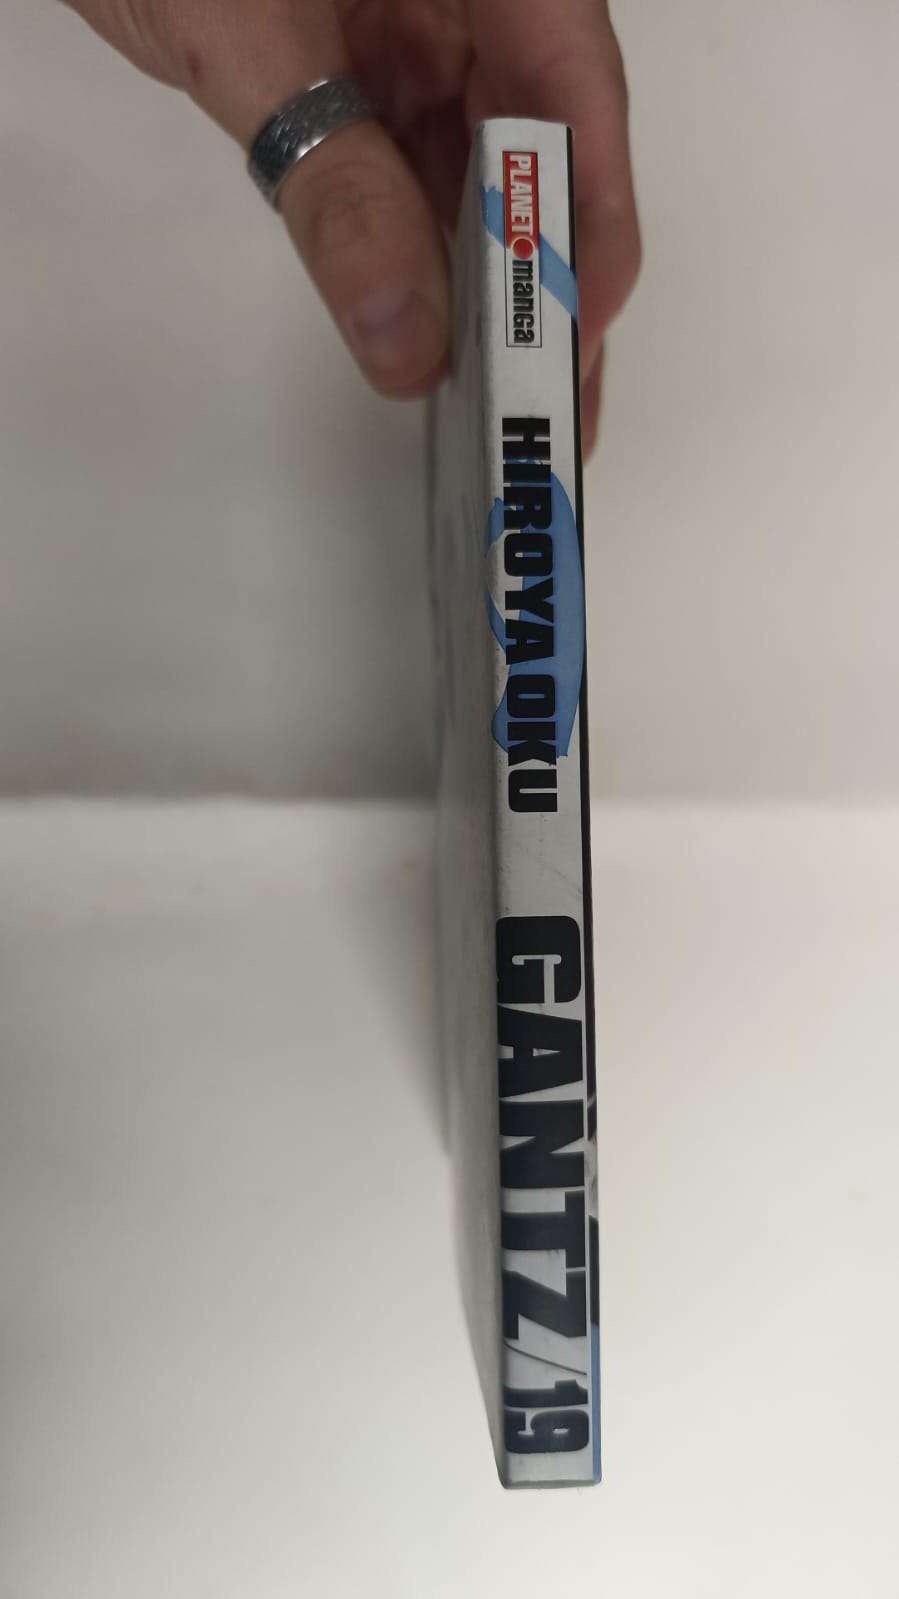 PLANET manga
HIROYA OKU
GANTZ/19